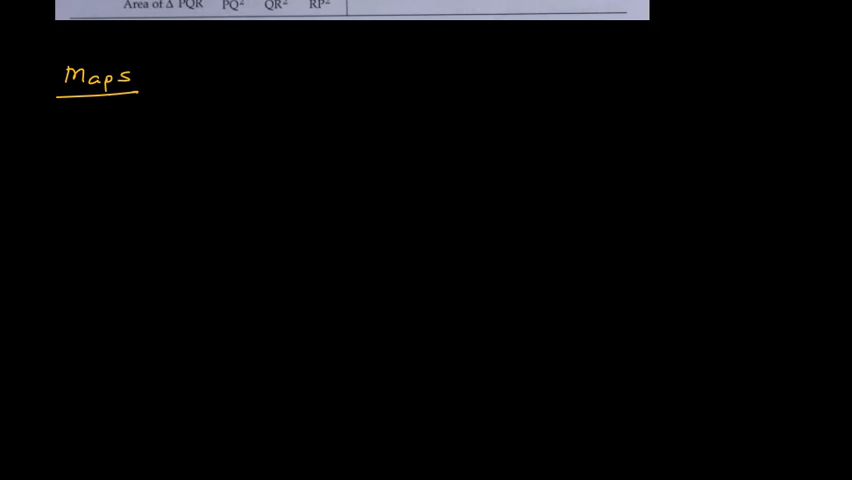 Area of Δ PQR PQ² QR² RP²
Maps